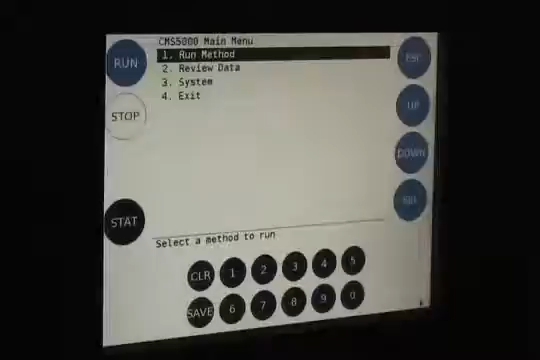 CMS5000 Main Menu
RUN
1. Run Method
ESC
2. Review Data
3. System
4. Exit
UP
STOP
DOWN
STAT
Select a method to run
CLR 1 2 3 4 5
SAVE 6 7 8 9 0